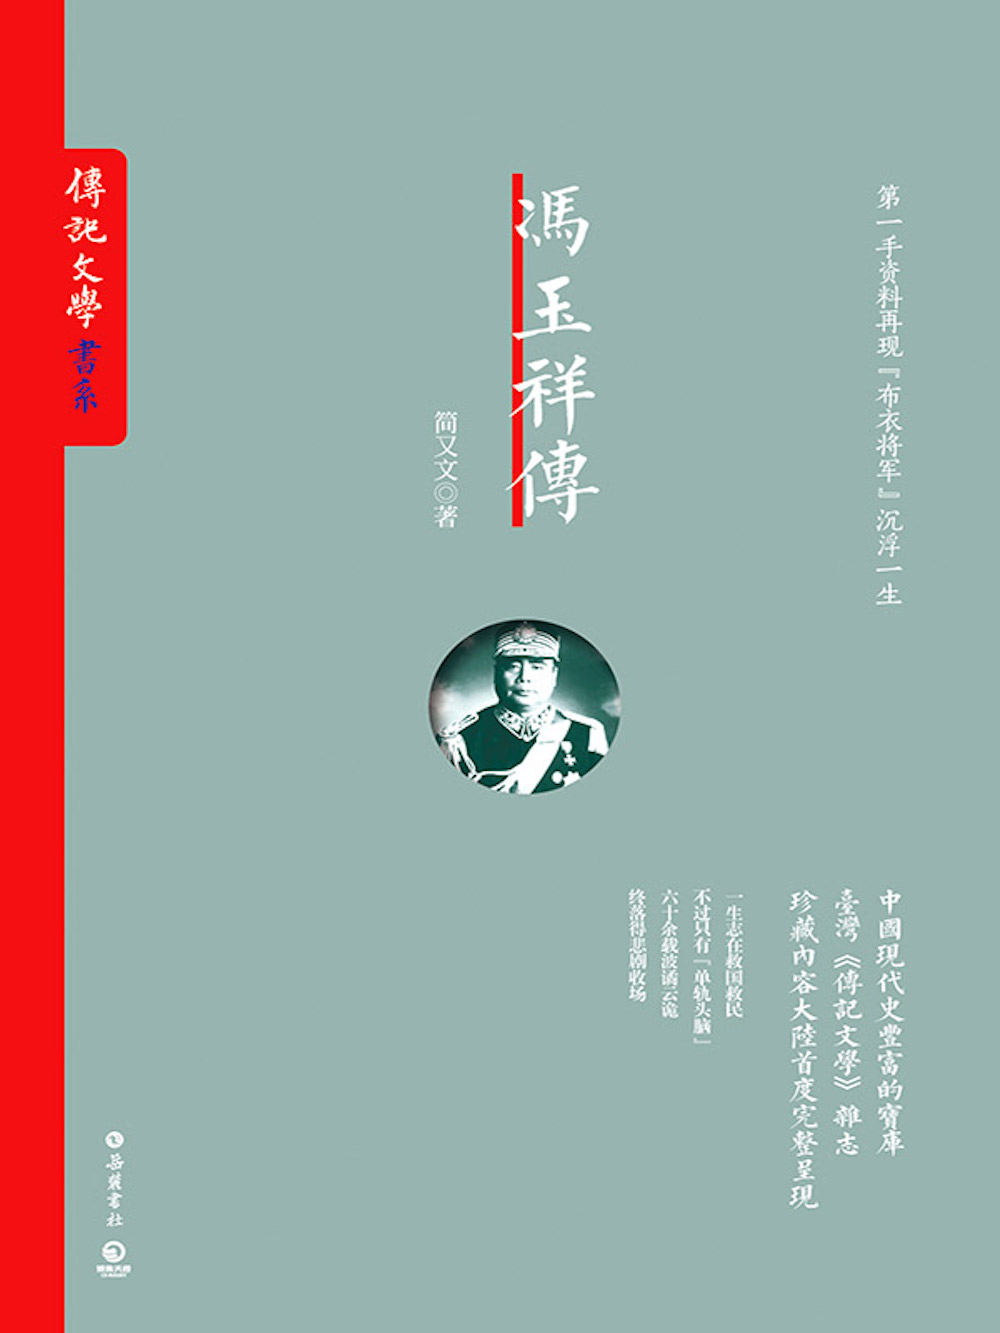 傳記文學書系
馮玉祥傳
简又文◎著
第一手资料再现『布衣将军』沉浮一生
中國現代史豐富的寶庫
臺灣《傳記文學》雜志
珍藏內容大陸首度完整呈現
一生志在救国救民
不过只有『单轨头脑』
六十余载波谲云诡
终落得悲剧收场
岳麓書社